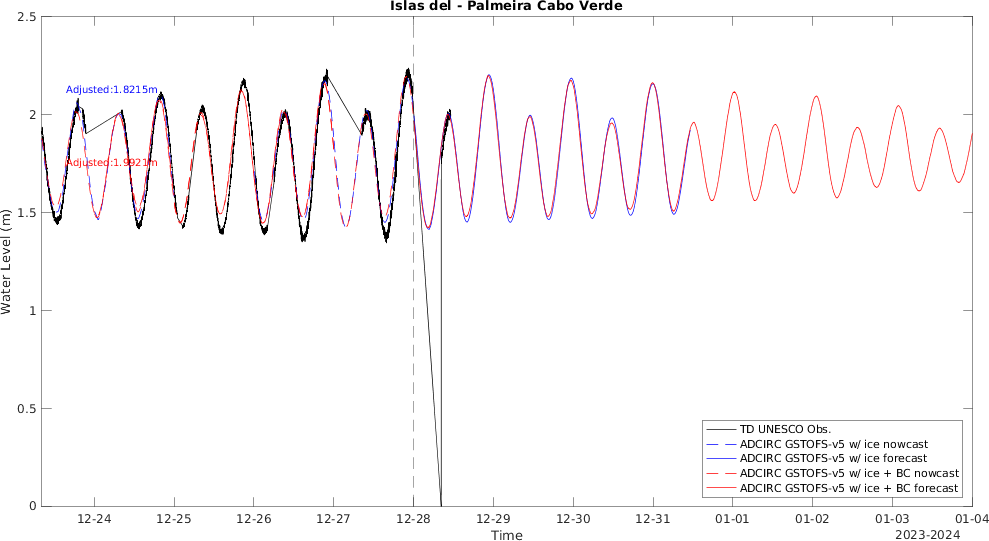 Islas del - Palmeira Cabo Verde
2.5
2
1.5
1
0.5
0
Water Level (m)
Adjusted:1.8215m
Adjusted:1.9921m
TD UNESCO Obs.
ADCIRC GSTOFS-v5 w/ ice nowcast
ADCIRC GSTOFS-v5 w/ ice forecast
ADCIRC GSTOFS-v5 w/ ice + BC nowcast
ADCIRC GSTOFS-v5 w/ ice + BC forecast
12-24 12-25 12-26 12-27 12-28 12-29 12-30 12-31 01-01 01-02 01-03 01-04
Time
2023-2024